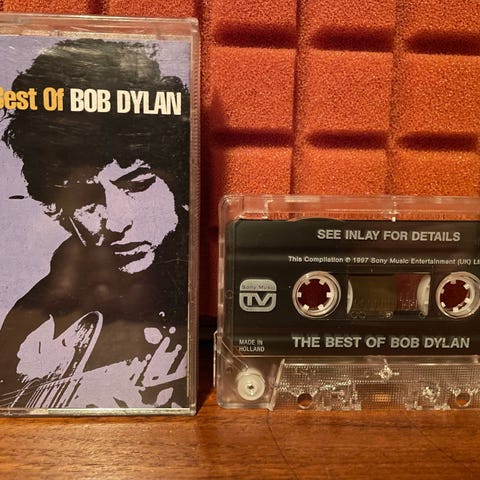 Best Of BOB DYLAN
SEE INLAY FOR DETAILS
This Compilation ℗ 1997 Sony Music Entertainment (UK) Lt
Sony Music
TV
MADE IN
HOLLAND
THE BEST OF BOB DYLAN